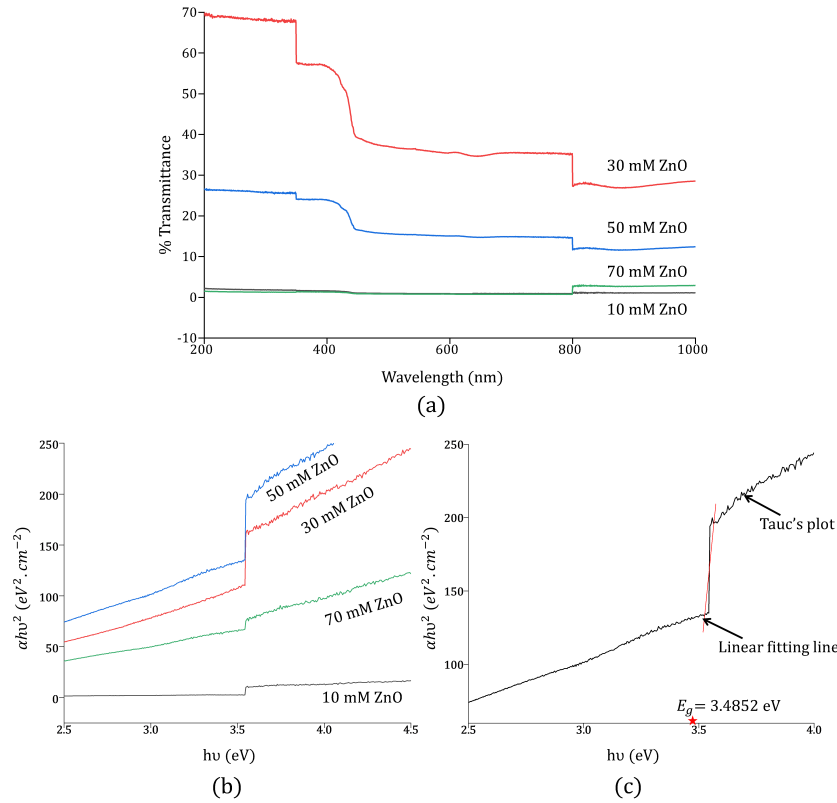 70
60
50
40
30
20
10
0
-10
% Transmittance
30 mM ZnO
50 mM ZnO
70 mM ZnO
10 mM ZnO
200 400 600 800 1000
Wavelength (nm)
(a)
250
200
150
100
50
0
αhυ² (eV².cm⁻²)
50 mM ZnO
30 mM ZnO
70 mM ZnO
10 mM ZnO
2.5 3.0 3.5 4.0 4.5
hυ (eV)
(b)
250
200
150
100
αhυ² (eV².cm⁻²)
Tauc's plot
Linear fitting line
E_g = 3.4852 eV
2.5 3.0 3.5 4.0
hυ (eV)
(c)